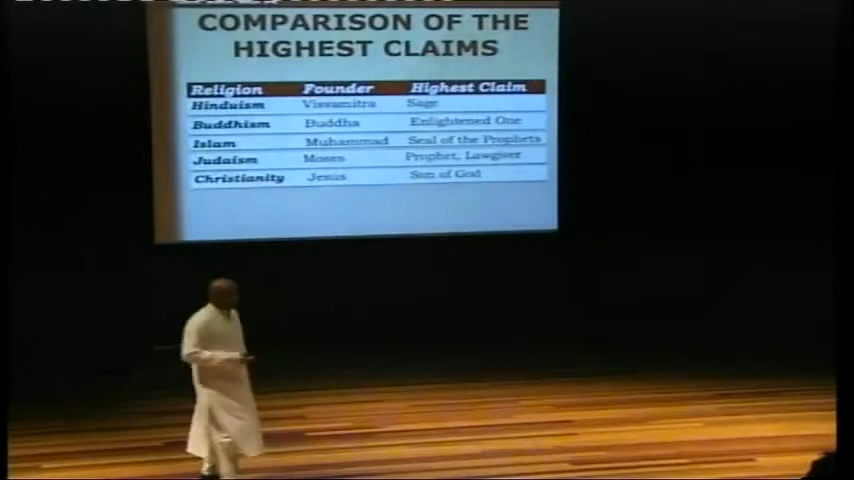 COMPARISON OF THE
HIGHEST CLAIMS
Religion Founder Highest Claim
Hinduism Visvamitra Sage
Buddhism Buddha Enlightened One
Islam Muhammad Seal of the Prophets
Judaism Moses Prophet, Lawgiver
Christianity Jesus Son of God